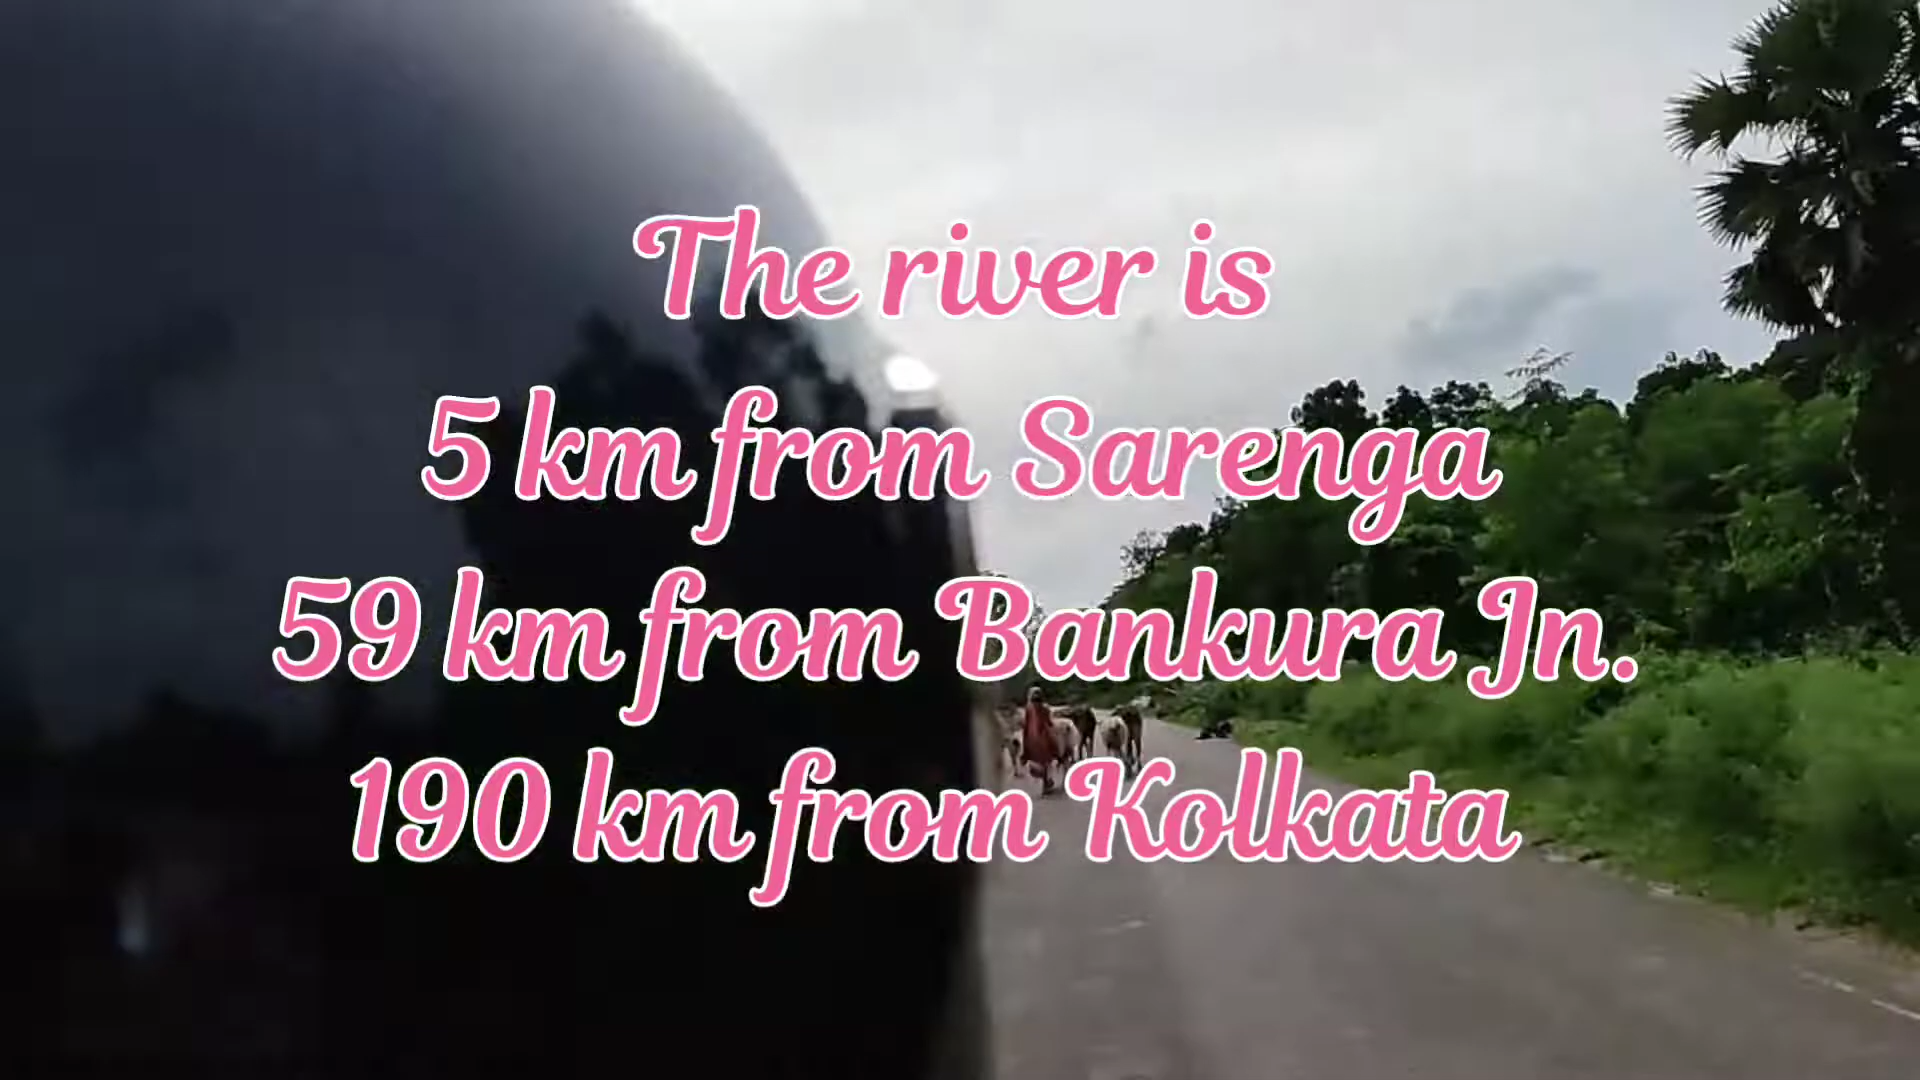 The river is
5 km from Sarenga
59 km from Bankura Jn.
190 km from Kolkata